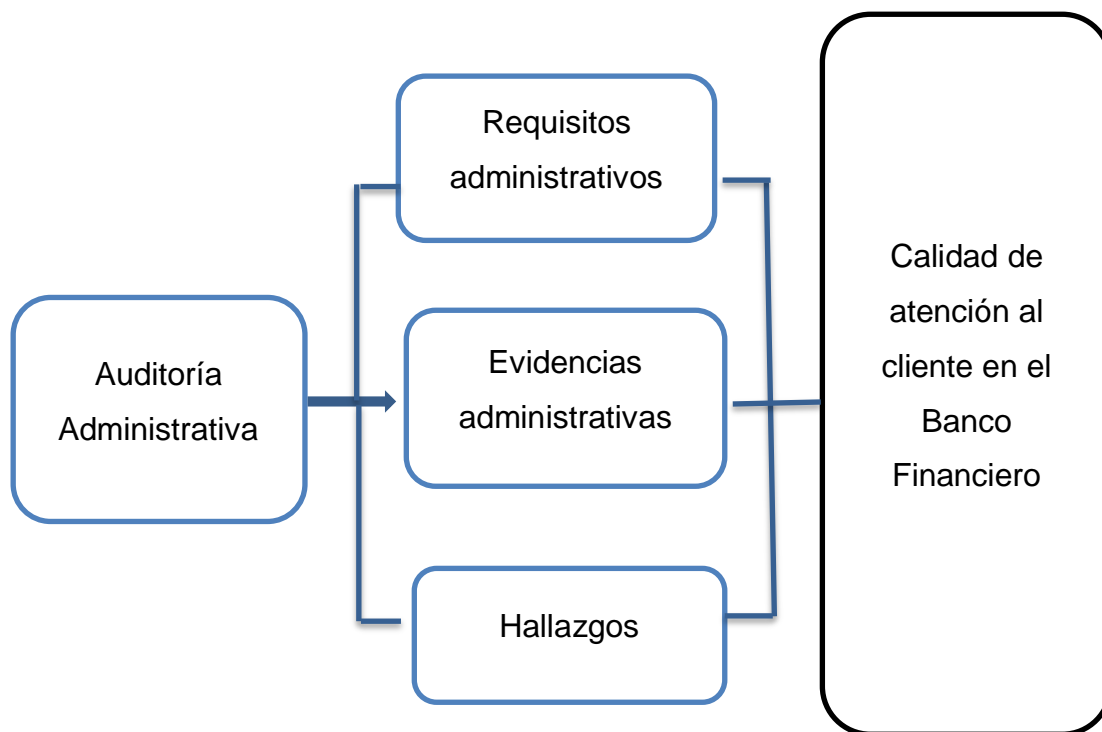 Auditoría
Administrativa
Requisitos
administrativos
Evidencias
administrativas
Hallazgos
Calidad de
atención al
cliente en el
Banco
Financiero